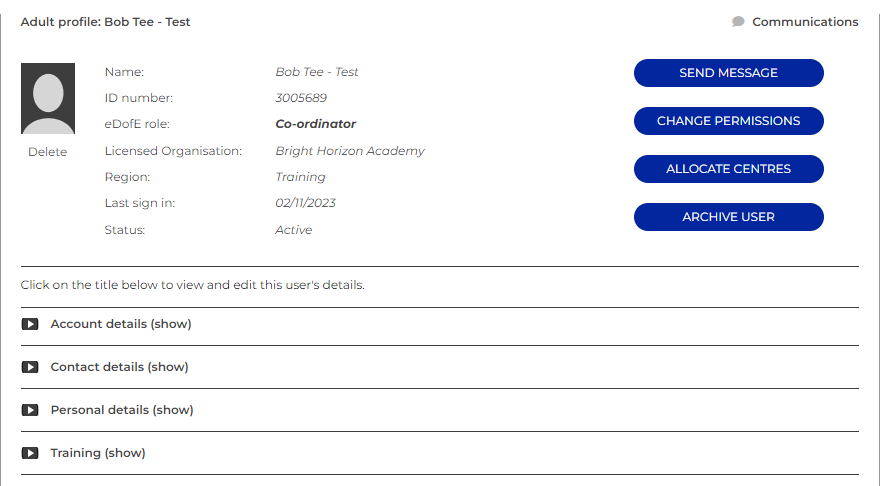 Adult profile: Bob Tee - Test
Communications
Name: Bob Tee - Test
SEND MESSAGE
ID number: 3005689
eDofE role: Co-ordinator
CHANGE PERMISSIONS
Delete
Licensed Organisation: Bright Horizon Academy
Region: Training
ALLOCATE CENTRES
Last sign in: 02/11/2023
ARCHIVE USER
Status: Active
Click on the title below to view and edit this user's details.
Account details (show)
Contact details (show)
Personal details (show)
Training (show)